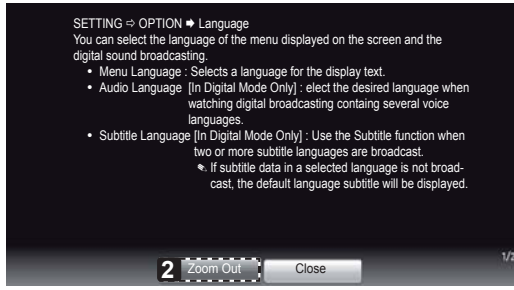 SETTING ⇨ OPTION ➡ Language
You can select the language of the menu displayed on the screen and the
digital sound broadcasting.
• Menu Language : Selects a language for the display text.
• Audio Language [In Digital Mode Only] : elect the desired language when
watching digital broadcasting containg several voice
languages.
• Subtitle Language [In Digital Mode Only] : Use the Subtitle function when
two or more subtitle languages are broadcast.
✎ If subtitle data in a selected language is not broad-
cast, the default language subtitle will be displayed.
1/2
2 Zoom Out Close